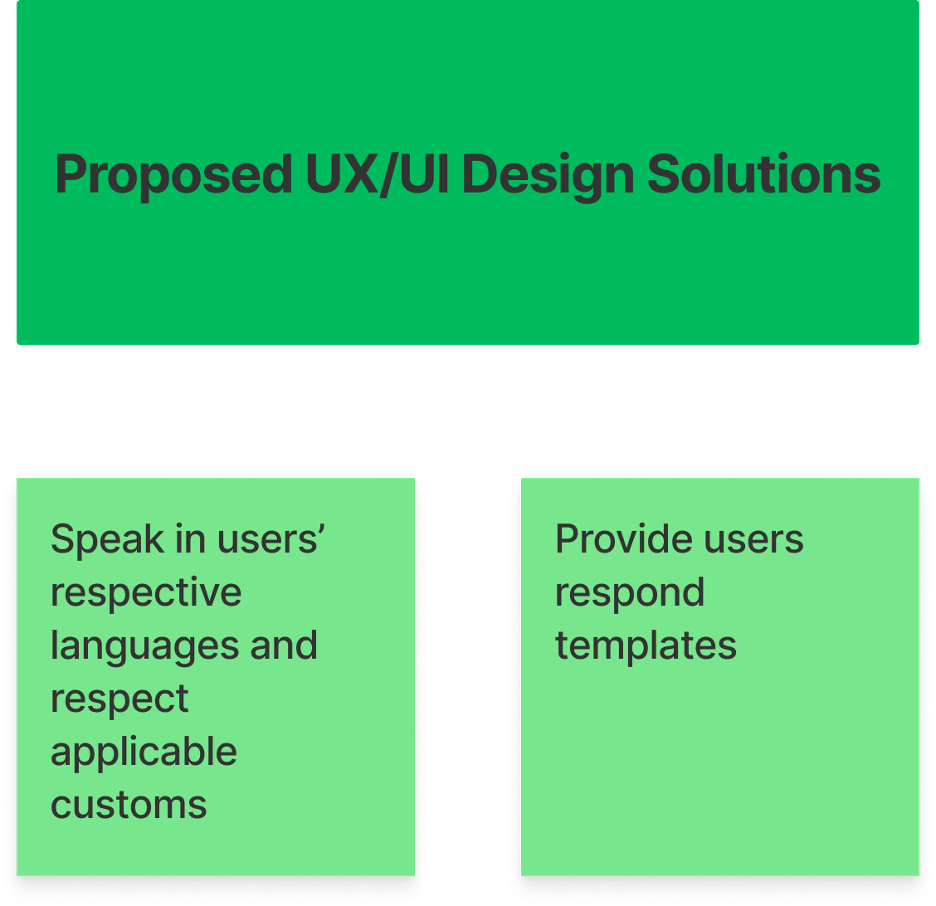 Proposed UX/UI Design Solutions
Speak in users’
respective
languages and
respect
applicable
customs
Provide users
respond
templates